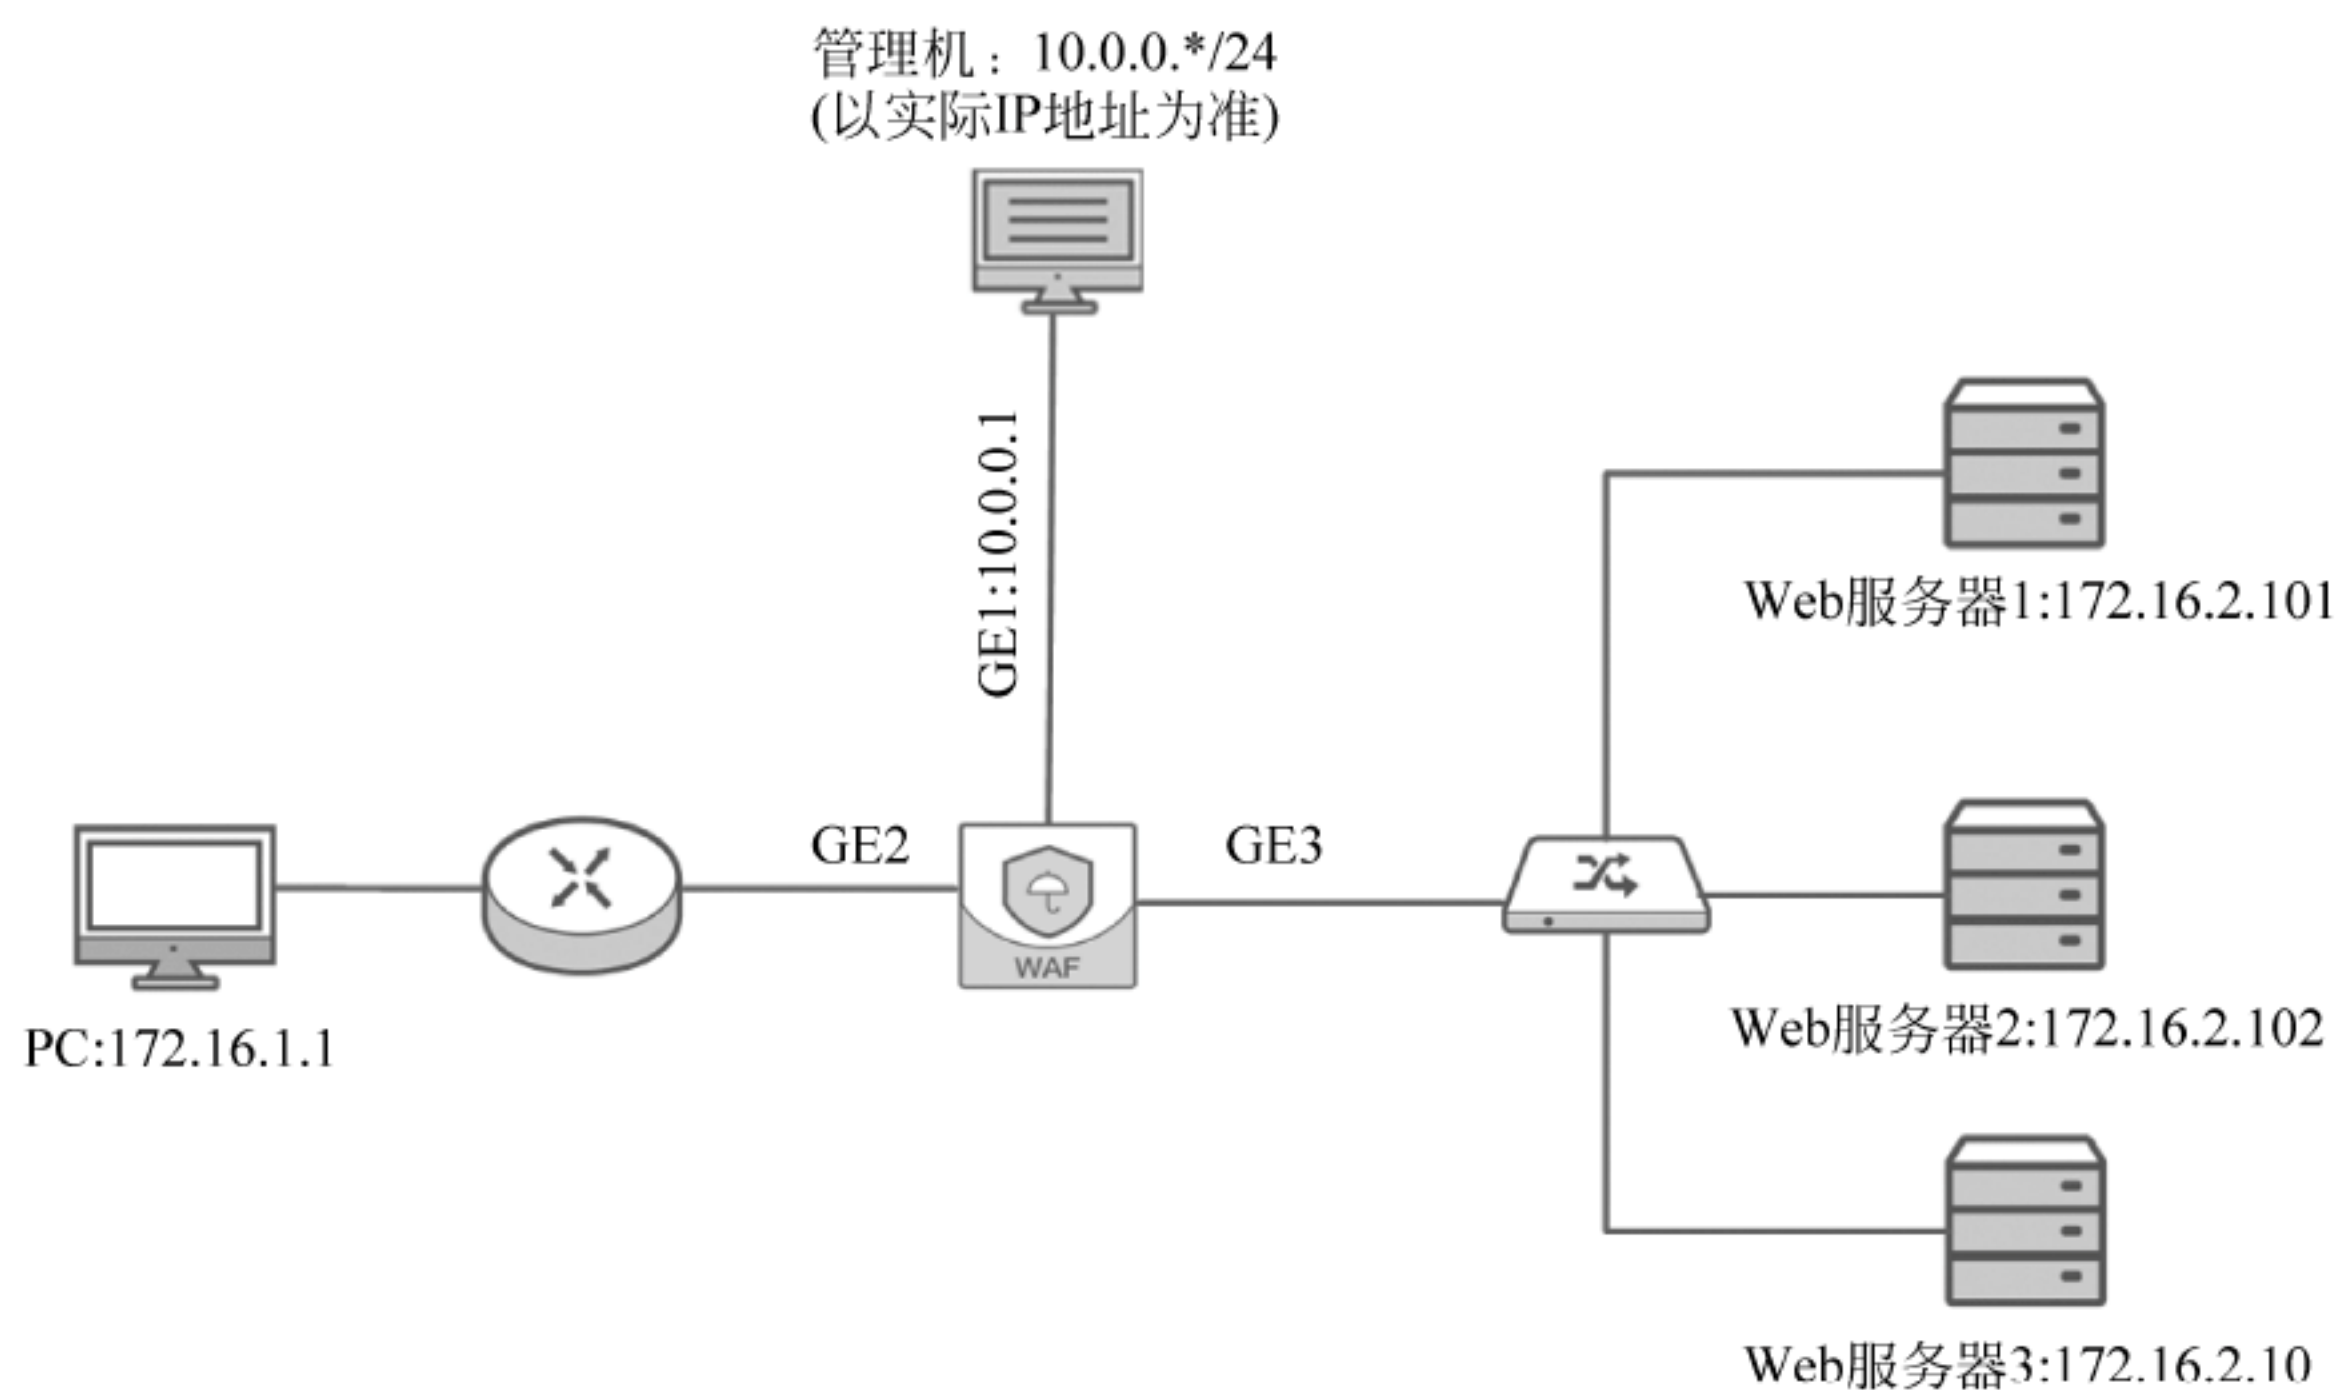 管理机：10.0.0.*/24
(以实际IP地址为准)
GE1:10.0.0.1
Web服务器1:172.16.2.101
GE2
GE3
WAF
PC:172.16.1.1
Web服务器2:172.16.2.102
Web服务器3:172.16.2.10